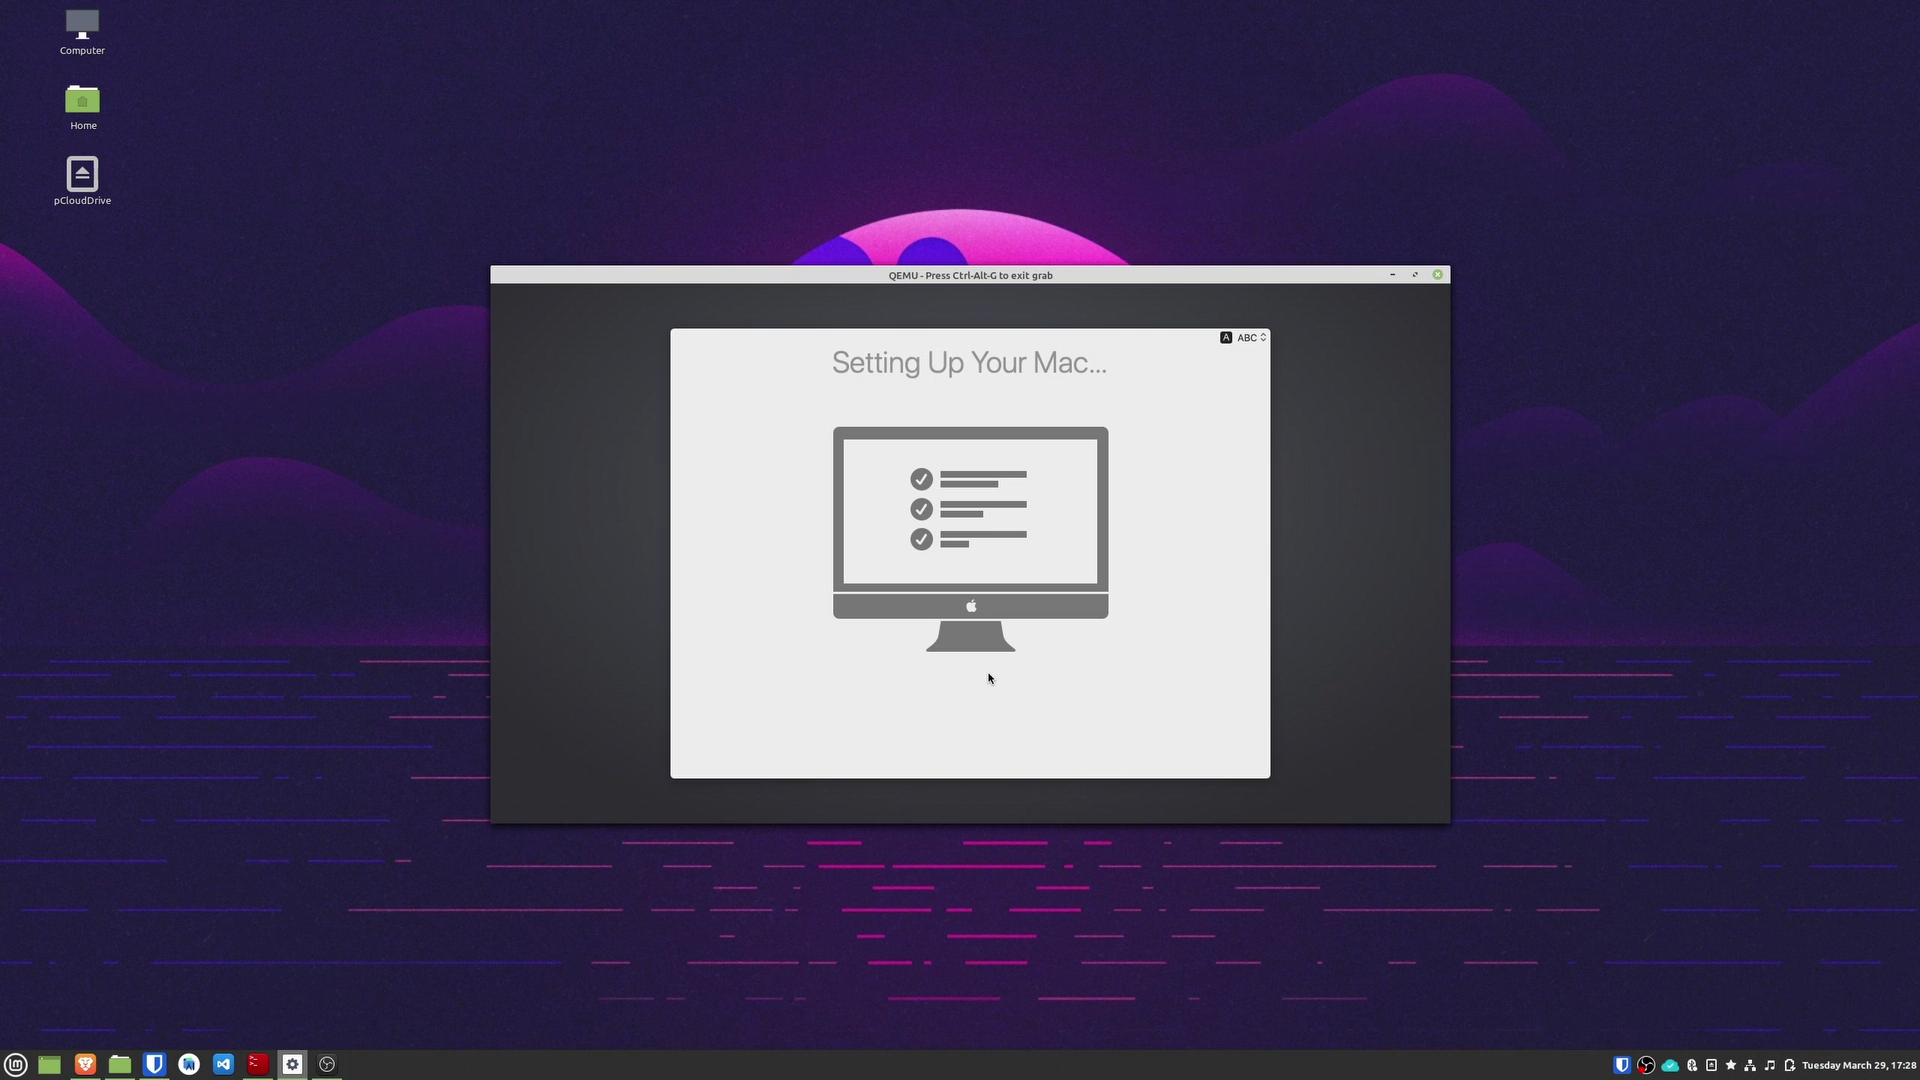 Computer
Home
pCloudDrive
QEMU - Press Ctrl-Alt-G to exit grab
A ABC
Setting Up Your Mac...
Tuesday March 29, 17:28